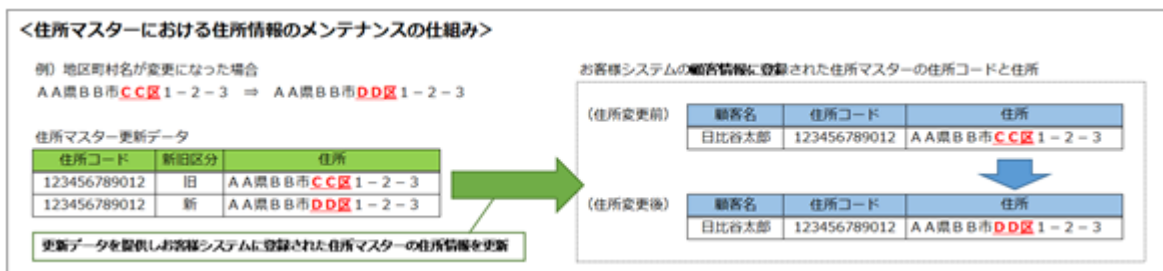 <住所マスターにおける住所情報のメンテナンスの仕組み>
例）地区町村名が変更になった場合
ＡＡ県ＢＢ市ＣＣ区１－２－３ ⇒ ＡＡ県ＢＢ市ＤＤ区１－２－３
住所マスター更新データ
住所コード 新旧区分 住所
123456789012 旧 ＡＡ県ＢＢ市ＣＣ区１－２－３
123456789012 新 ＡＡ県ＢＢ市ＤＤ区１－２－３
更新データを提供しお客様システムに登録された住所マスターの住所情報を更新
お客様システムの顧客情報に登録された住所マスターの住所コードと住所
（住所変更前）
顧客名 住所コード 住所
日比谷太郎 123456789012 ＡＡ県ＢＢ市ＣＣ区１－２－３
（住所変更後）
顧客名 住所コード 住所
日比谷太郎 123456789012 ＡＡ県ＢＢ市ＤＤ区１－２－３